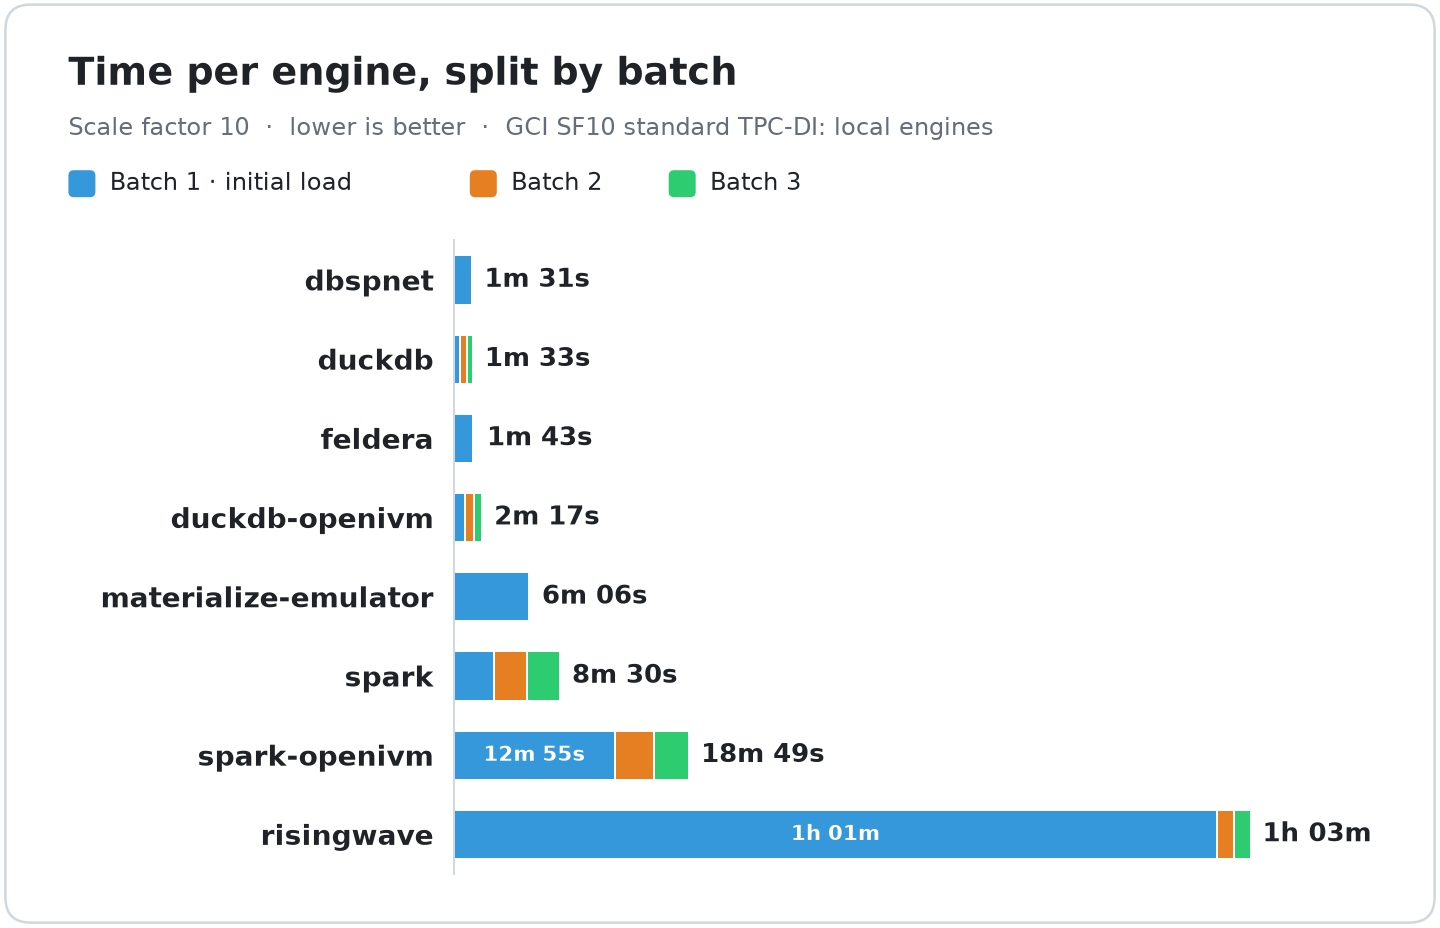 Time per engine, split by batch
Scale factor 10 · lower is better · GCI SF10 standard TPC-DI: local engines
Batch 1 · initial load Batch 2 Batch 3
dbspnet 1m 31s
duckdb 1m 33s
feldera 1m 43s
duckdb-openivm 2m 17s
materialize-emulator 6m 06s
spark 8m 30s
spark-openivm 12m 55s 18m 49s
risingwave 1h 01m 1h 03m